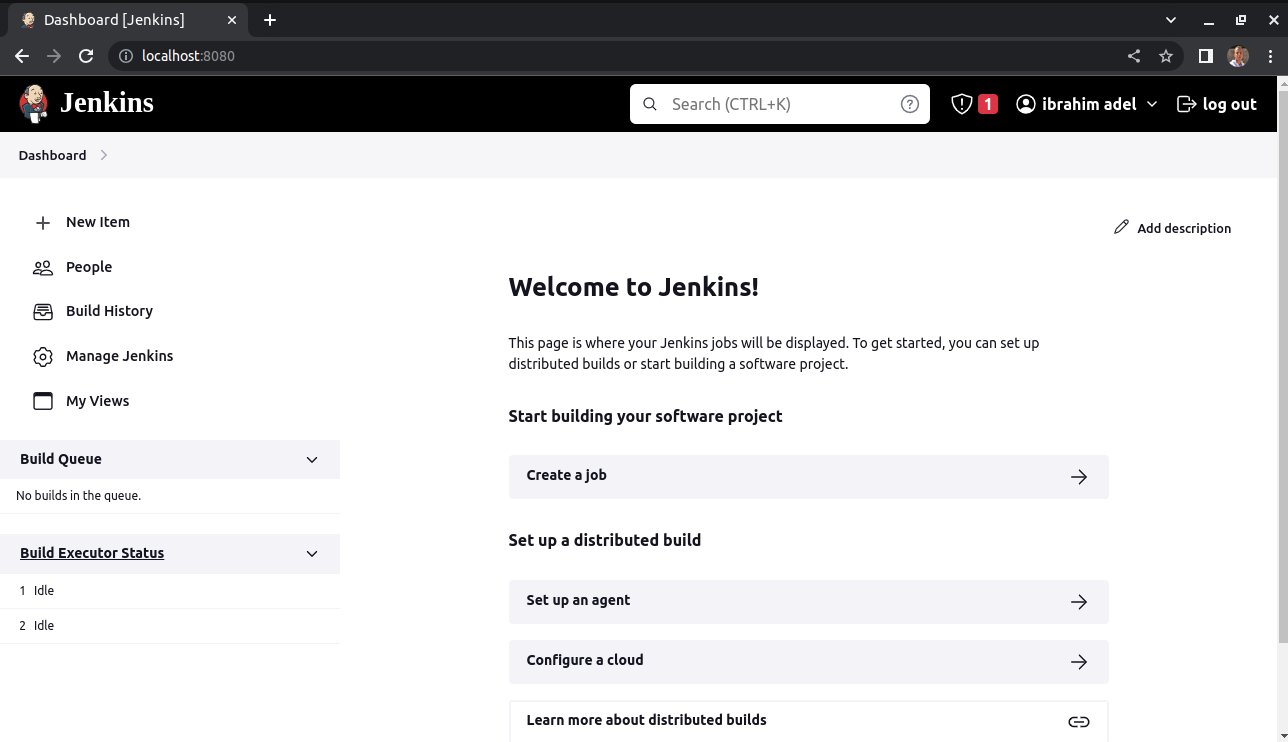 Dashboard [Jenkins]
localhost:8080
Jenkins
Search (CTRL+K)
?
1
ibrahim adel
log out
Dashboard
New Item
People
Build History
Manage Jenkins
My Views
Build Queue
No builds in the queue.
Build Executor Status
1 Idle
2 Idle
Add description
Welcome to Jenkins!
This page is where your Jenkins jobs will be displayed. To get started, you can set up
distributed builds or start building a software project.
Start building your software project
Create a job
Set up a distributed build
Set up an agent
Configure a cloud
Learn more about distributed builds